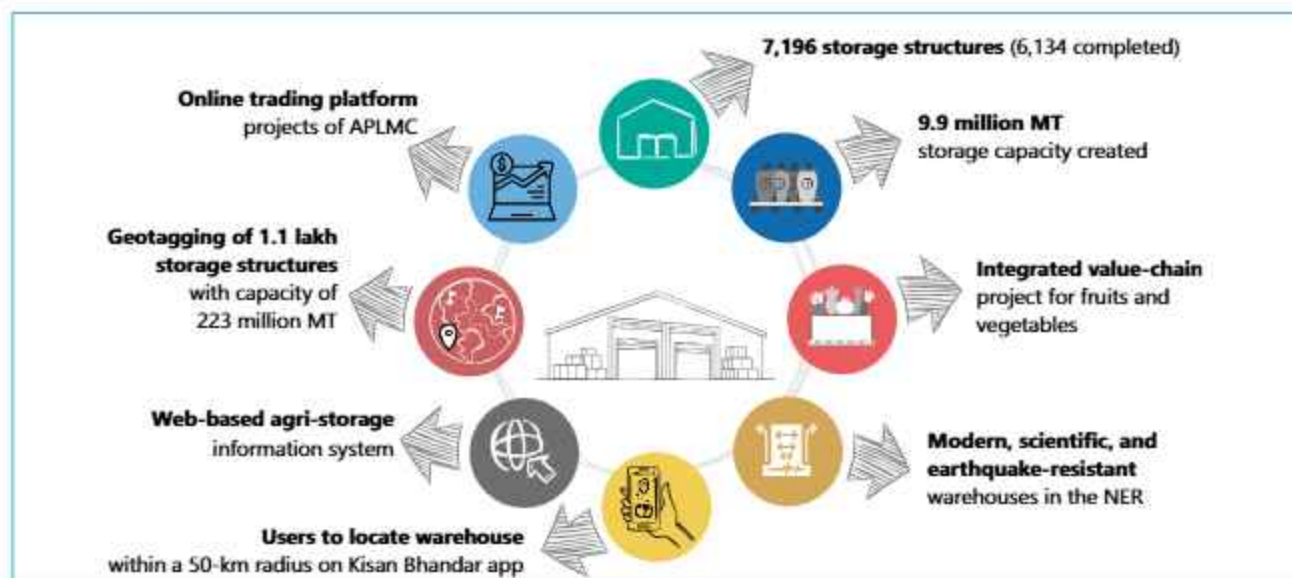 7,196 storage structures (6,134 completed)
9.9 million MT
storage capacity created
Integrated value-chain
project for fruits and
vegetables
Modern, scientific, and
earthquake-resistant
warehouses in the NER
Users to locate warehouse
within a 50-km radius on Kisan Bhandar app
Web-based agri-storage
information system
Geotagging of 1.1 lakh
storage structures
with capacity of
223 million MT
Online trading platform
projects of APLMC